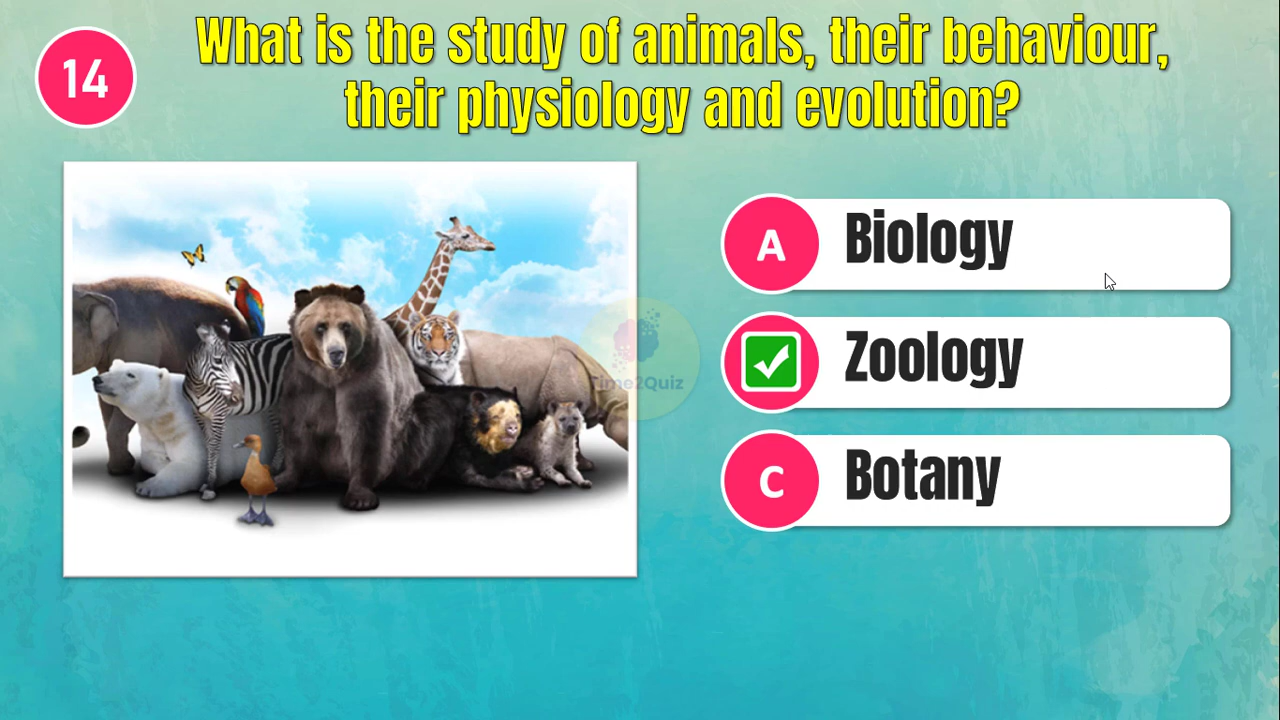 14
What is the study of animals, their behaviour,
their physiology and evolution?
A Biology
Zoology
C Botany
Time2Quiz